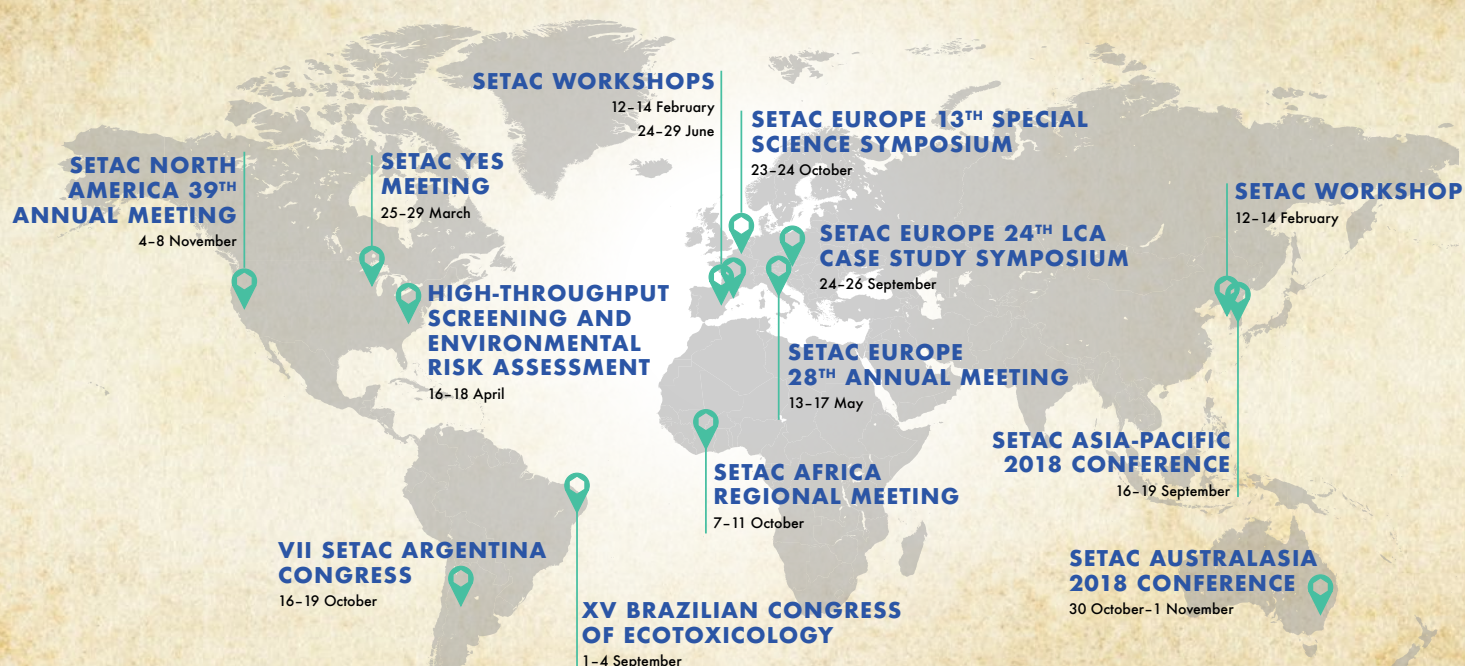 SETAC WORKSHOPS
12–14 February
24–29 June
SETAC EUROPE 13TH SPECIAL
SCIENCE SYMPOSIUM
23–24 October
SETAC NORTH
AMERICA 39TH
ANNUAL MEETING
4–8 November
SETAC YES
MEETING
25–29 March
SETAC WORKSHOP
12–14 February
SETAC EUROPE 24TH LCA
CASE STUDY SYMPOSIUM
24–26 September
HIGH-THROUGHPUT
SCREENING AND
ENVIRONMENTAL
RISK ASSESSMENT
16–18 April
SETAC EUROPE
28TH ANNUAL MEETING
13–17 May
SETAC ASIA-PACIFIC
2018 CONFERENCE
16–19 September
SETAC AFRICA
REGIONAL MEETING
7–11 October
VII SETAC ARGENTINA
CONGRESS
16–19 October
SETAC AUSTRALASIA
2018 CONFERENCE
30 October–1 November
XV BRAZILIAN CONGRESS
OF ECOTOXICOLOGY
1–4 September